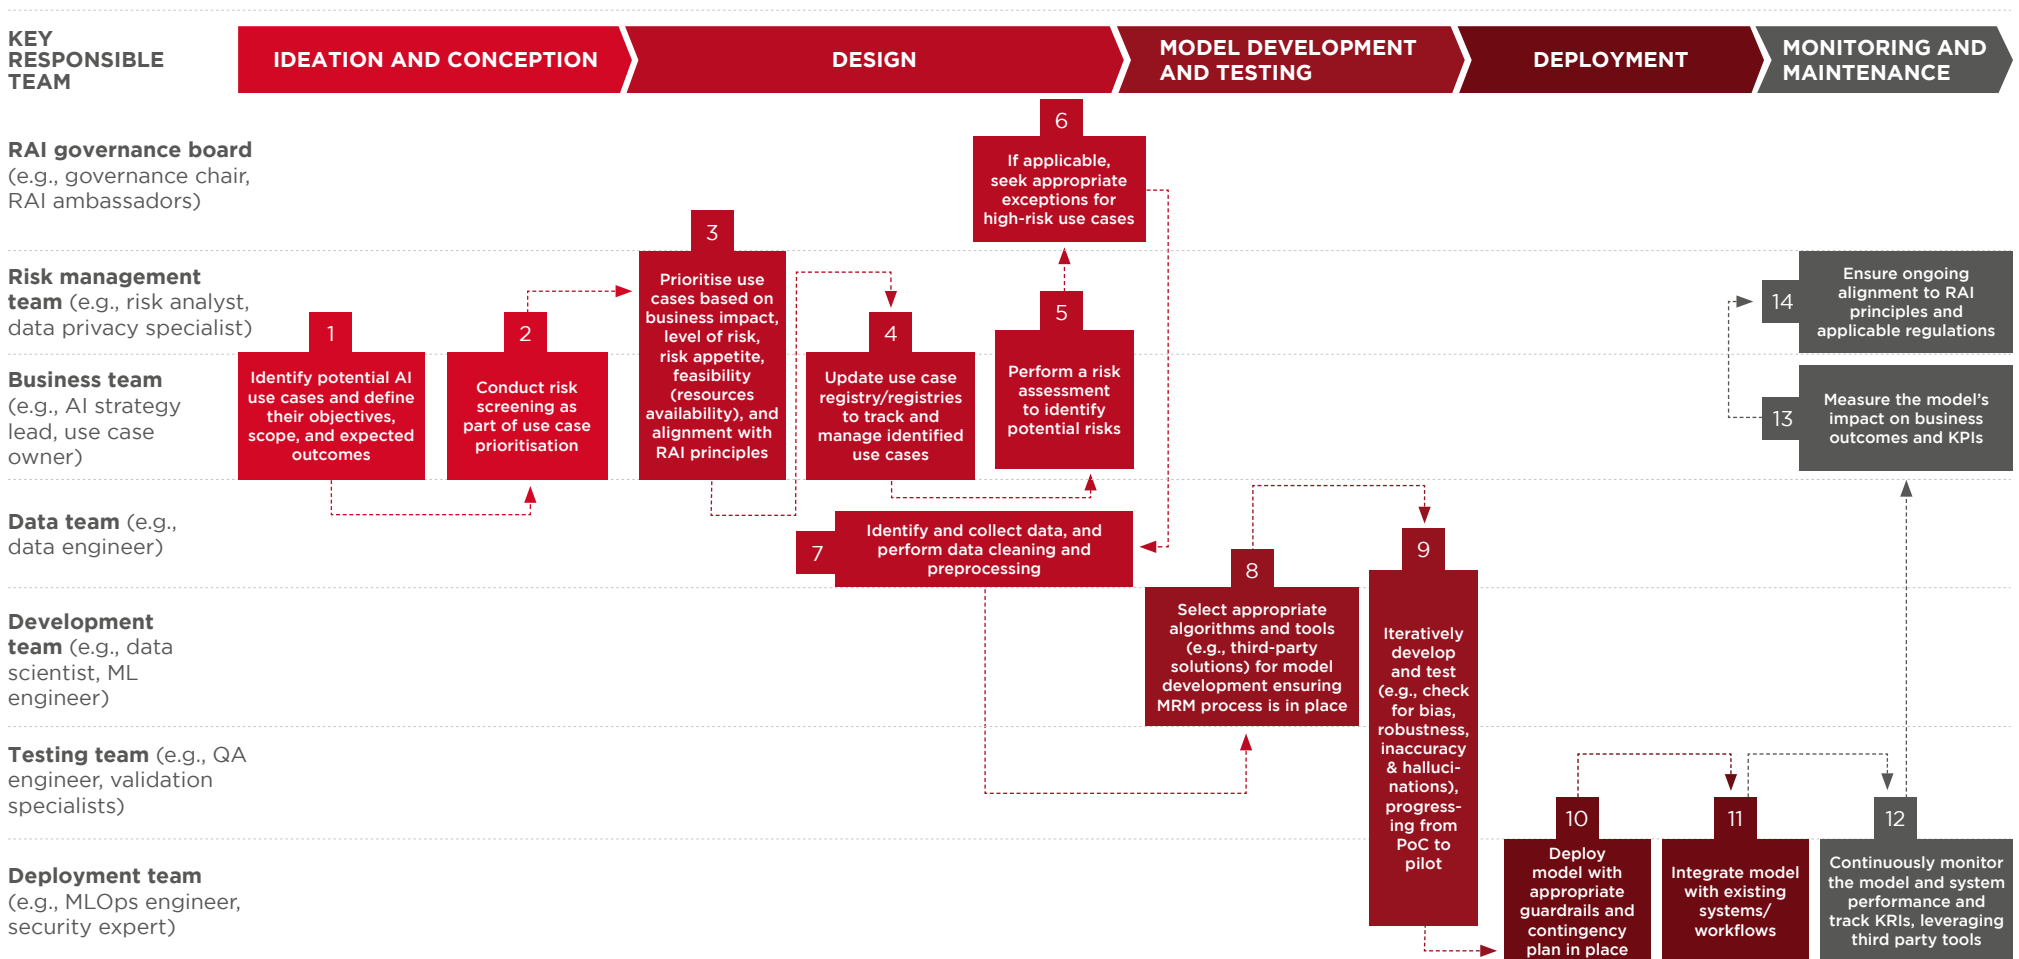 KEY
RESPONSIBLE
TEAM
IDEATION AND CONCEPTION
DESIGN
MODEL DEVELOPMENT
AND TESTING
DEPLOYMENT
MONITORING AND
MAINTENANCE
RAI governance board
(e.g., governance chair,
RAI ambassadors)
Risk management
team (e.g., risk analyst,
data privacy specialist)
Business team
(e.g., AI strategy
lead, use case
owner)
Data team (e.g.,
data engineer)
Development
team (e.g., data
scientist, ML
engineer)
Testing team (e.g., QA
engineer, validation
specialists)
Deployment team
(e.g., MLOps engineer,
security expert)
1
Identify potential AI
use cases and define
their objectives,
scope, and expected
outcomes
2
Conduct risk
screening as
part of use case
prioritisation
3
Prioritise use
cases based on
business impact,
level of risk,
risk appetite,
feasibility
(resources
availability), and
alignment with
RAI principles
4
Update use case
registry/registries
to track and
manage identified
use cases
5
Perform a risk
assessment
to identify
potential risks
6
If applicable,
seek appropriate
exceptions for
high-risk use cases
7
Identify and collect data, and
perform data cleaning and
preprocessing
8
Select appropriate
algorithms and tools
(e.g., third-party
solutions) for model
development ensuring
MRM process is in place
9
Iteratively
develop
and test
(e.g., check
for bias,
robustness,
inaccuracy
& halluci-
nations),
progress-
ing from
PoC to
pilot
10
Deploy
model with
appropriate
guardrails and
contingency
plan in place
11
Integrate model
with existing
systems/
workflows
12
Continuously monitor
the model and system
performance and
track KRIs, leveraging
third party tools
13
Measure the model's
impact on business
outcomes and KPIs
14
Ensure ongoing
alignment to RAI
principles and
applicable regulations